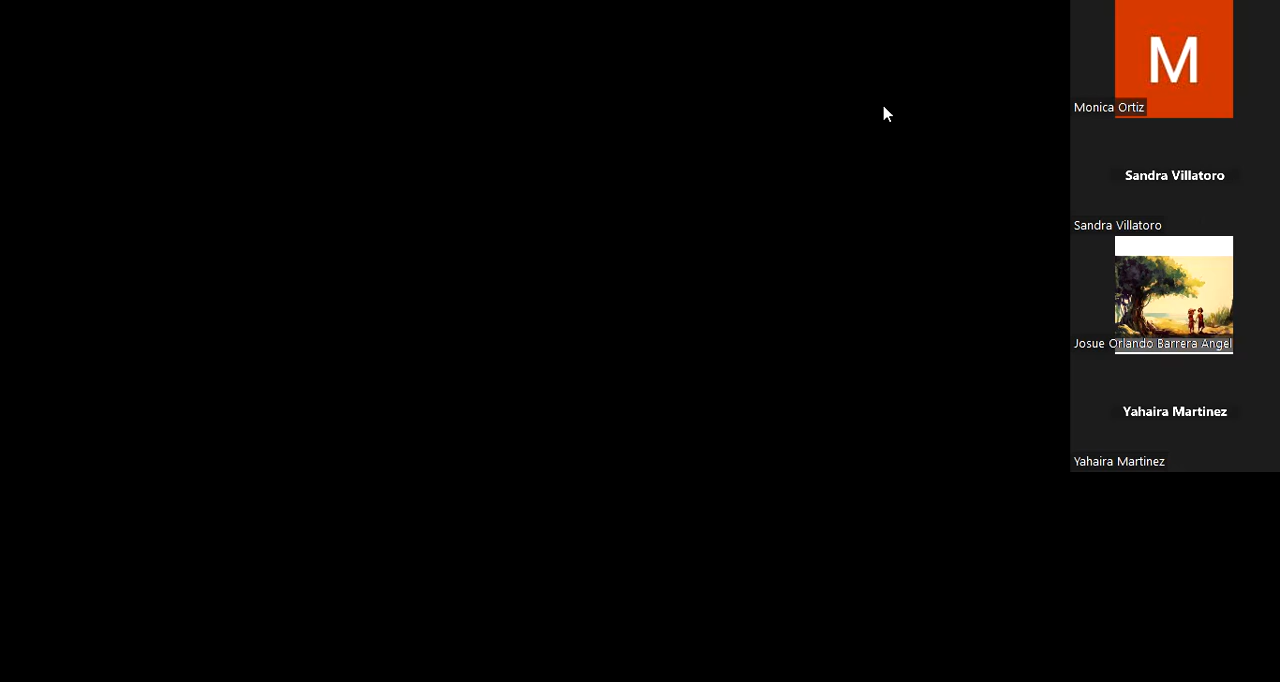 M
Monica Ortiz
Sandra Villatoro
Sandra Villatoro
Josue Orlando Barrera Angel
Yahaira Martinez
Yahaira Martinez